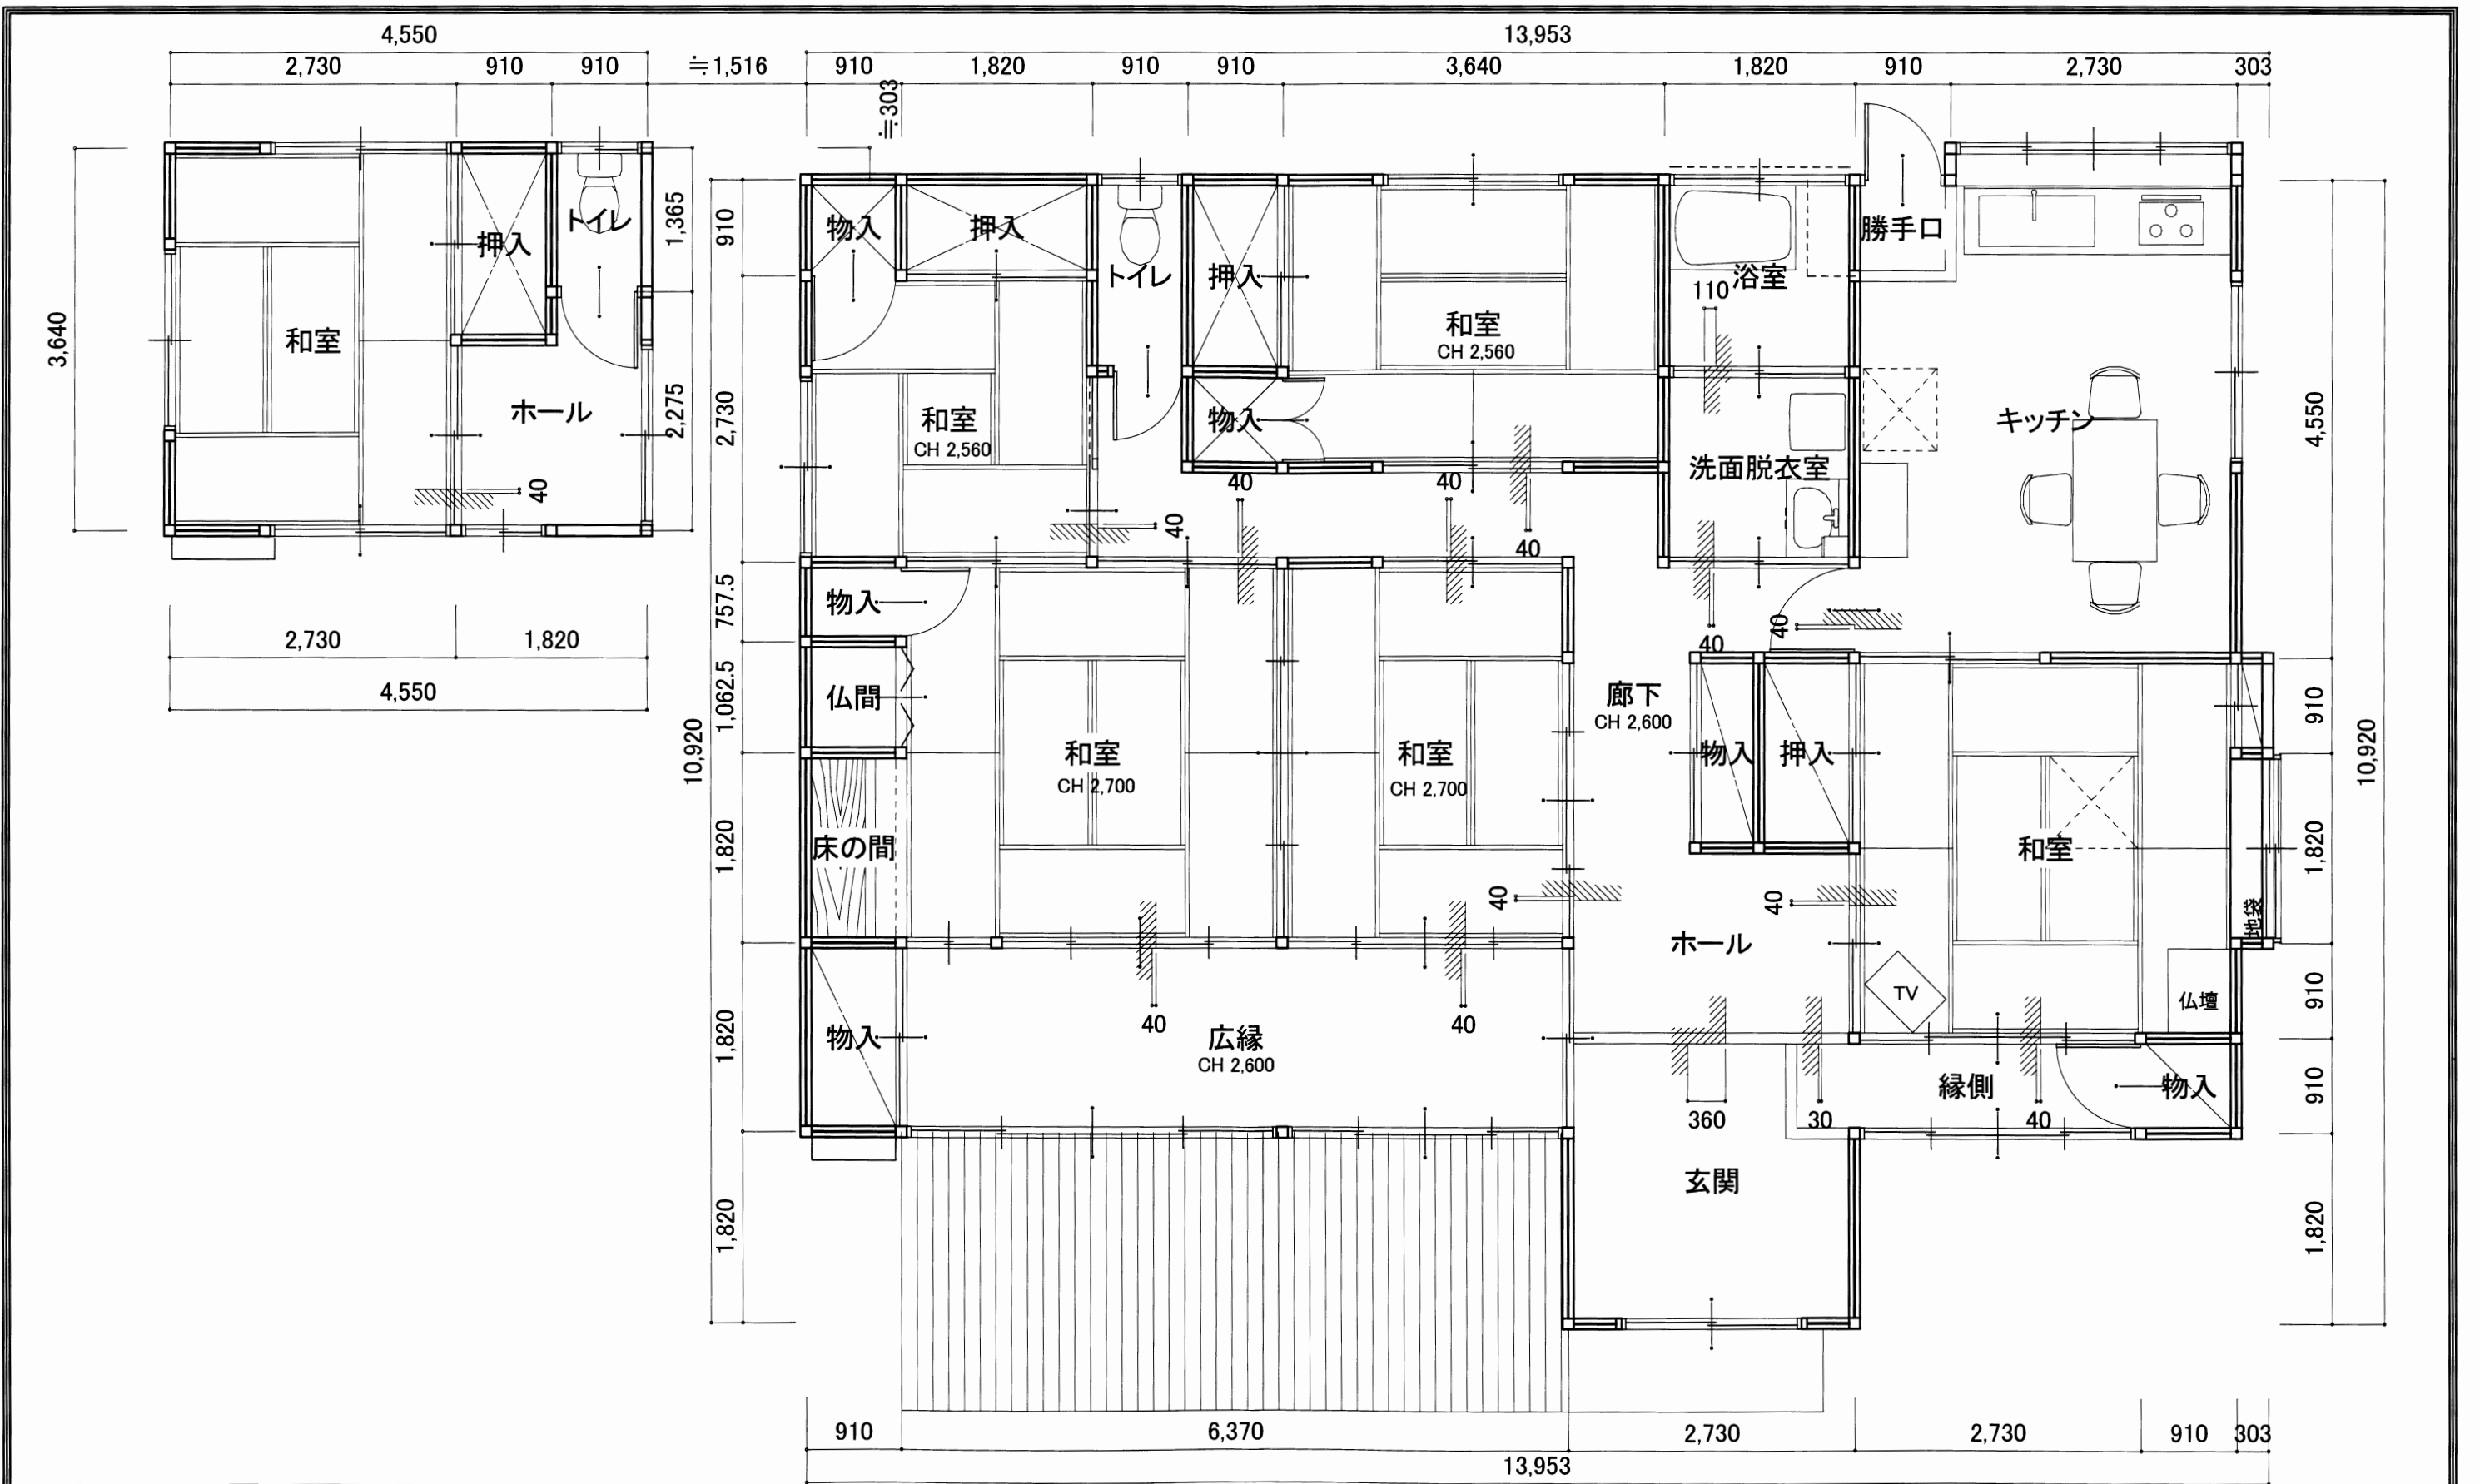 4,550
13,953
2,730 910 910 ≒1,516 910 1,820 910 910 3,640 1,820 910 2,730 303
≒303
トイレ
押入
和室
ホール
3,640
1,365
2,275
40
2,730 1,820
4,550
物入 押入
トイレ
押入
和室
CH 2,560
物入
浴室
110
勝手口
キッチン
洗面脱衣室
和室
CH 2,560
40
40
40
40
40
40
910
2,730
757.5
1,062.5
1,820
1,820
1,820
10,920
物入
仏間
床の間
和室
CH 2,700
和室
CH 2,700
廊下
CH 2,600
物入 押入
和室
地袋
40
40
ホール
TV
仏壇
物入
40
広縁
CH 2,600
40
360
30
縁側
40
物入
玄関
4,550
910
1,820
910
910
1,820
10,920
910 6,370 2,730 2,730 910 303
13,953